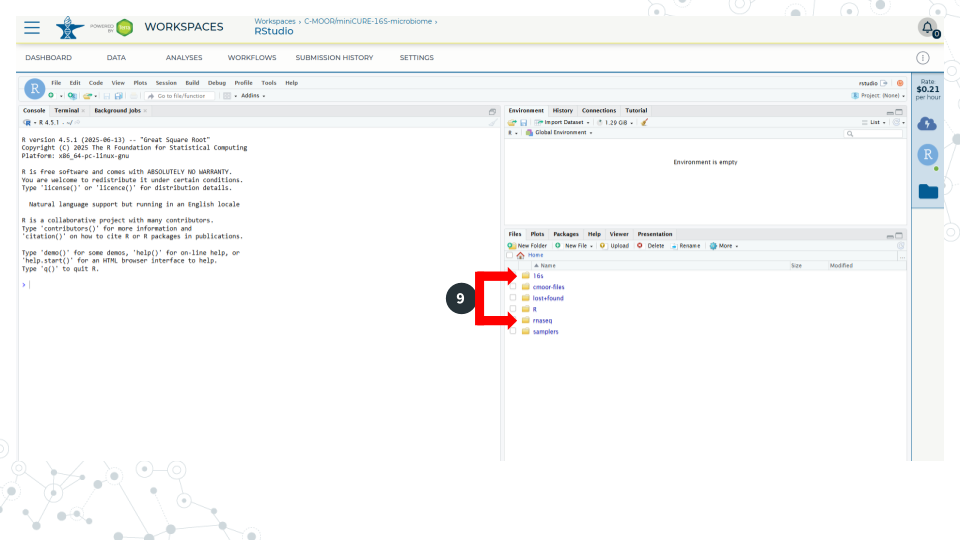 POWERED BY Terra WORKSPACES
Workspaces › C-MOOR/miniCURE-16S-microbiome ›
RStudio
0
DASHBOARD DATA ANALYSES WORKFLOWS SUBMISSION HISTORY SETTINGS
R File Edit Code View Plots Session Build Debug Profile Tools Help
rstudio
Go to file/function Addins
Project: (None)
Rate
$0.21
per hour
Console Terminal Background Jobs
R 4.5.1 · ~/
R version 4.5.1 (2025-06-13) -- "Great Square Root"
Copyright (C) 2025 The R Foundation for Statistical Computing
Platform: x86_64-pc-linux-gnu
R is free software and comes with ABSOLUTELY NO WARRANTY.
You are welcome to redistribute it under certain conditions.
Type 'license()' or 'licence()' for distribution details.
Natural language support but running in an English locale
R is a collaborative project with many contributors.
Type 'contributors()' for more information and
'citation()' on how to cite R or R packages in publications.
Type 'demo()' for some demos, 'help()' for on-line help, or
'help.start()' for an HTML browser interface to help.
Type 'q()' to quit R.
>
Environment History Connections Tutorial
Import Dataset 1.29 GiB List
R Global Environment
Environment is empty
R
Files Plots Packages Help Viewer Presentation
New Folder New File Upload Delete Rename More
Home
Name Size Modified
16s
cmoor-files
lost+found
R
rnaseq
samplers
9